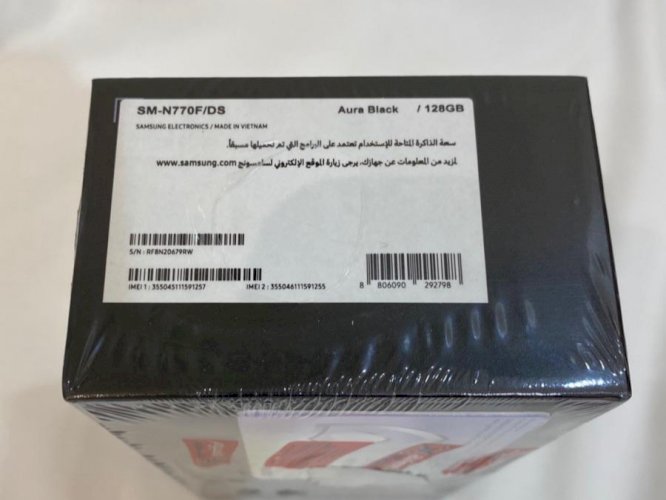 SM-N770F/DS Aura Black / 128GB
SAMSUNG ELECTRONICS / MADE IN VIETNAM
سعة الذاكرة المتاحة للإستخدام تعتمد على البرامج التي تم تحميلها مسبقاً.
لمزيد من المعلومات عن جهازك، يرجى زيارة الموقع الإلكتروني لسامسونج www.samsung.com
S/N : RF8N20679RW
IMEI 1 : 355045111591257 IMEI 2 : 355046111591255
8 806090 292798